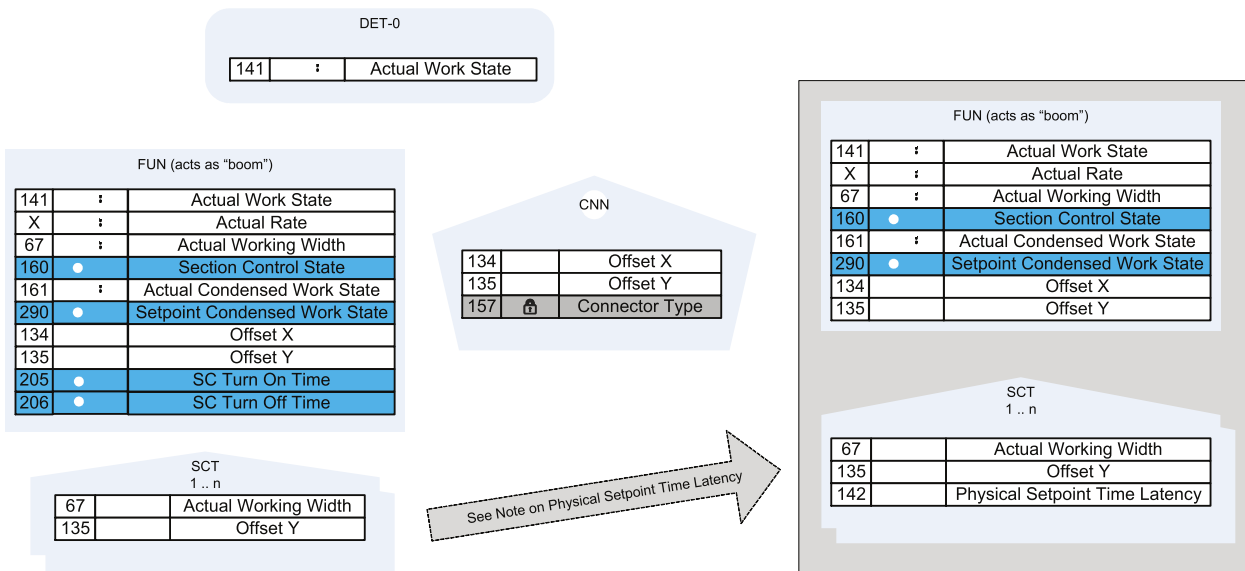 DET-0
141 : Actual Work State
FUN (acts as “boom”)
141 : Actual Work State
X : Actual Rate
67 : Actual Working Width
160 Section Control State
161 : Actual Condensed Work State
290 Setpoint Condensed Work State
134 Offset X
135 Offset Y
205 SC Turn On Time
206 SC Turn Off Time
SCT
1 .. n
67 Actual Working Width
135 Offset Y
CNN
134 Offset X
135 Offset Y
157 Connector Type
See Note on Physical Setpoint Time Latency
FUN (acts as “boom”)
141 : Actual Work State
X : Actual Rate
67 : Actual Working Width
160 Section Control State
161 : Actual Condensed Work State
290 Setpoint Condensed Work State
134 Offset X
135 Offset Y
SCT
1 .. n
67 Actual Working Width
135 Offset Y
142 Physical Setpoint Time Latency